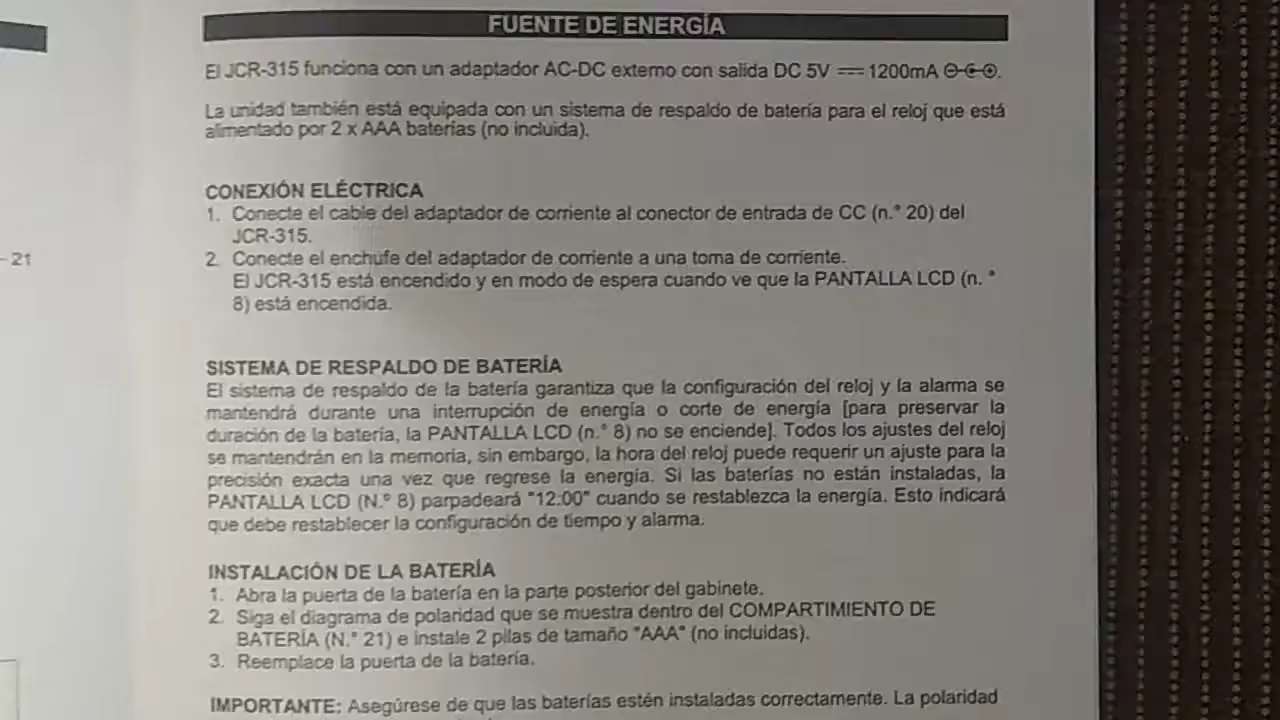 FUENTE DE ENERGÍA
El JCR-315 funciona con un adaptador AC-DC externo con salida DC 5V ⎓ 1200mA
La unidad también está equipada con un sistema de respaldo de batería para el reloj que está
alimentado por 2 x AAA baterías (no incluida).
CONEXIÓN ELÉCTRICA
1. Conecte el cable del adaptador de corriente al conector de entrada de CC (n.° 20) del
JCR-315.
- 21
2. Conecte el enchufe del adaptador de corriente a una toma de corriente.
El JCR-315 está encendido y en modo de espera cuando ve que la PANTALLA LCD (n. °
8) está encendida.
SISTEMA DE RESPALDO DE BATERÍA
El sistema de respaldo de la batería garantiza que la configuración del reloj y la alarma se
mantendrá durante una interrupción de energía o corte de energía [para preservar la
duración de la batería, la PANTALLA LCD (n.° 8) no se enciende]. Todos los ajustes del reloj
se mantendrán en la memoria, sin embargo, la hora del reloj puede requerir un ajuste para la
precisión exacta una vez que regrese la energía. Si las baterías no están instaladas, la
PANTALLA LCD (N.° 8) parpadeará "12:00" cuando se restablezca la energía. Esto indicará
que debe restablecer la configuración de tiempo y alarma.
INSTALACIÓN DE LA BATERÍA
1. Abra la puerta de la batería en la parte posterior del gabinete.
2. Siga el diagrama de polaridad que se muestra dentro del COMPARTIMIENTO DE
BATERÍA (N.° 21) e instale 2 pilas de tamaño "AAA" (no incluidas).
3. Reemplace la puerta de la batería.
IMPORTANTE: Asegúrese de que las baterías estén instaladas correctamente. La polaridad